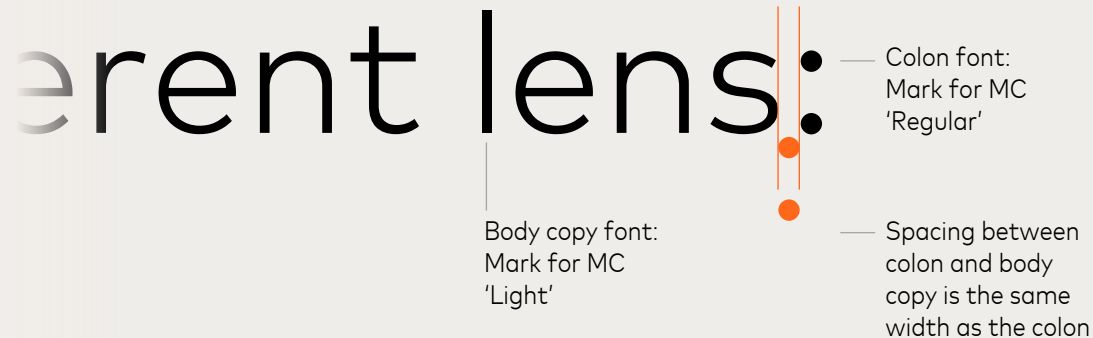 erent lens:
Colon font:
Mark for MC
‘Regular’
Body copy font:
Mark for MC
‘Light’
Spacing between
colon and body
copy is the same
width as the colon